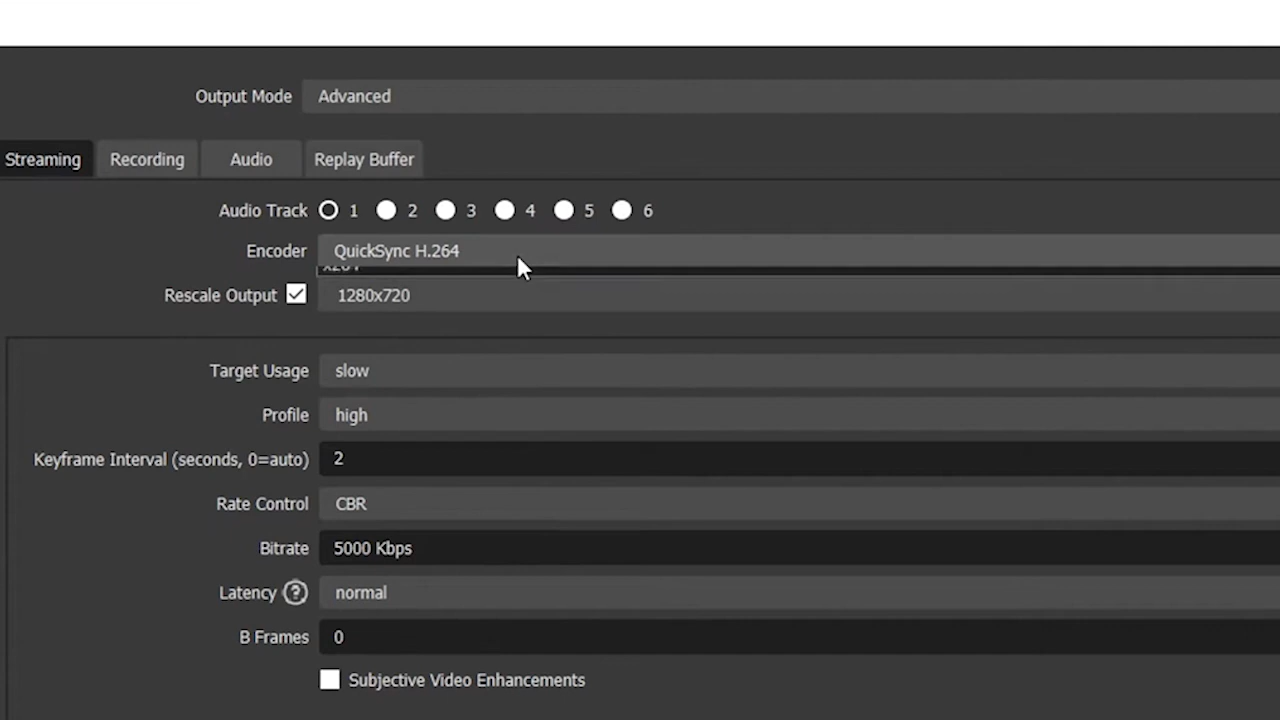 Output Mode Advanced
Streaming Recording Audio Replay Buffer
Audio Track 1 2 3 4 5 6
Encoder QuickSync H.264
x264
Rescale Output 1280x720
Target Usage slow
Profile high
Keyframe Interval (seconds, 0=auto) 2
Rate Control CBR
Bitrate 5000 Kbps
Latency ? normal
B Frames 0
Subjective Video Enhancements